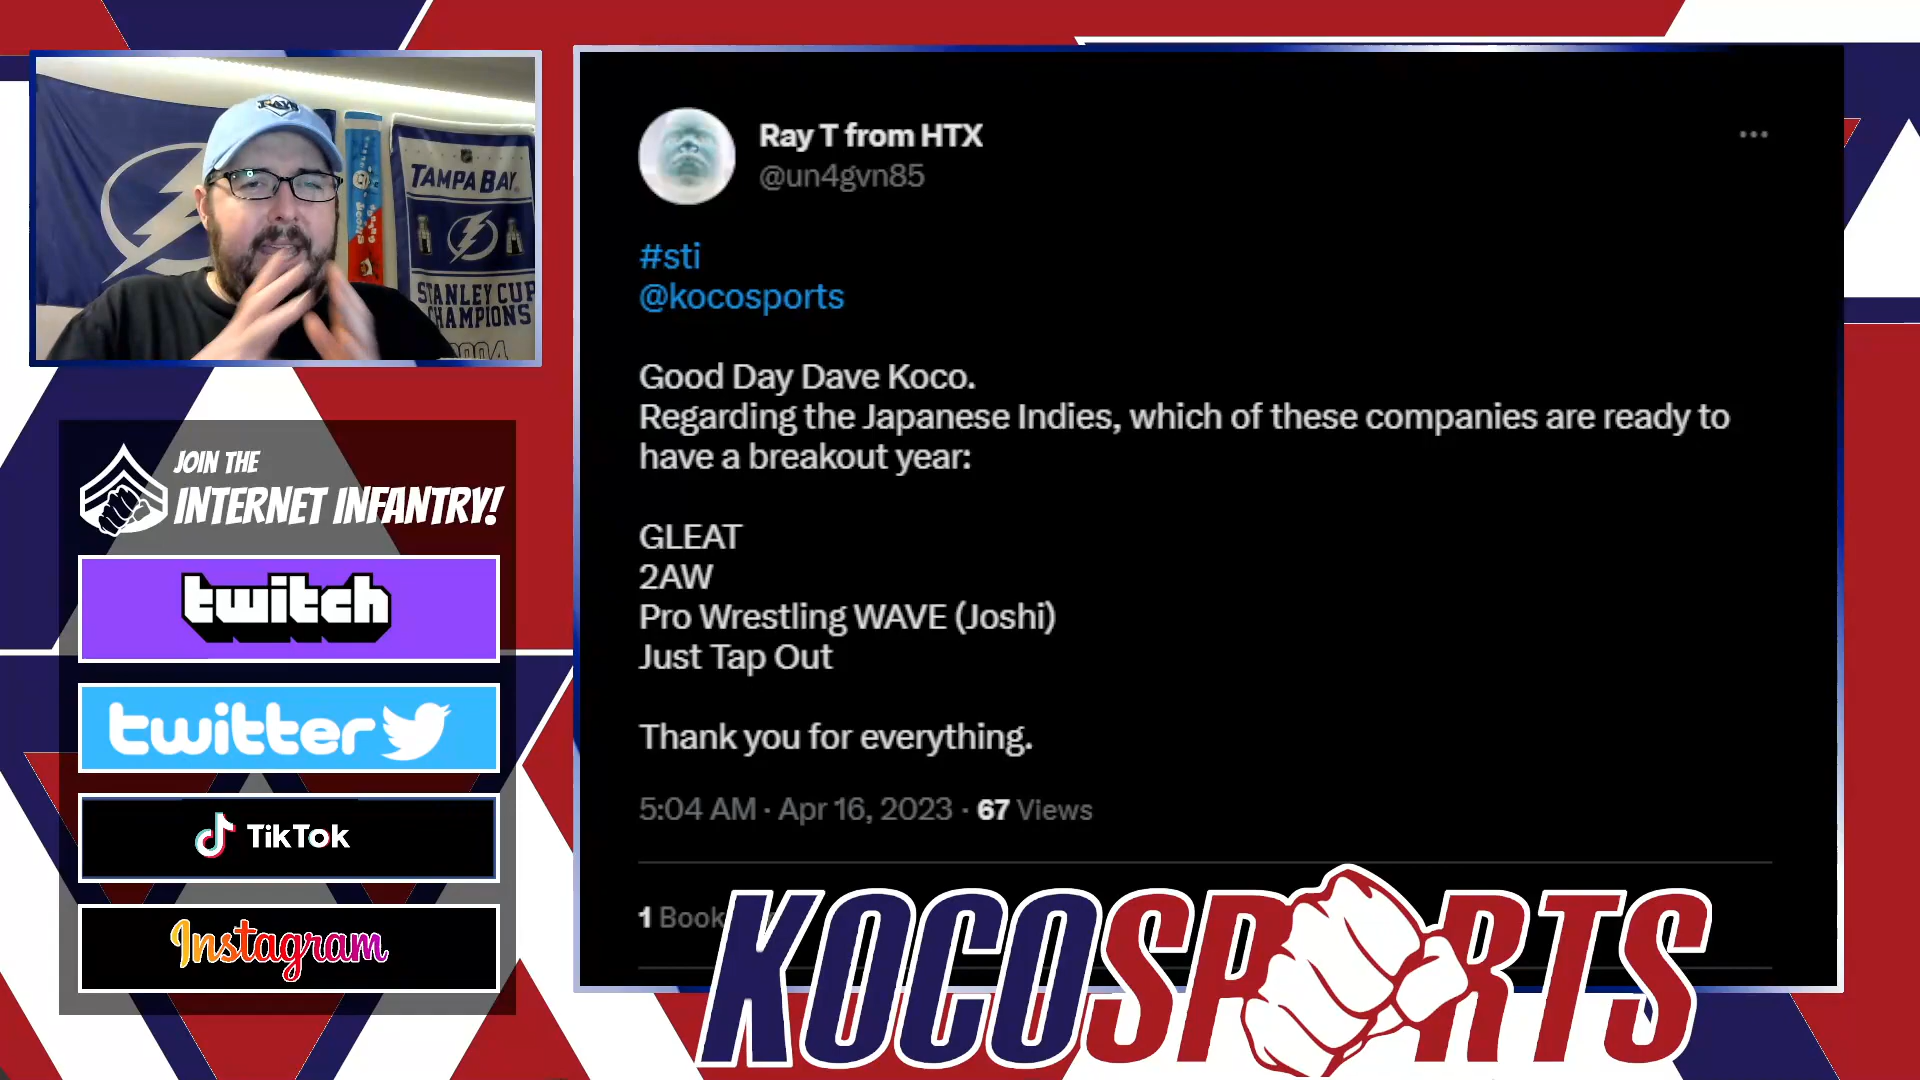 RAYS
TAMPA BAY
STANLEY CUP
CHAMPIONS
2004
JOIN THE
INTERNET INFANTRY!
twitch
twitter
TikTok
Instagram
Ray T from HTX
@un4gvn85
#sti
@kocosports
Good Day Dave Koco.
Regarding the Japanese Indies, which of these companies are ready to
have a breakout year:
GLEAT
2AW
Pro Wrestling WAVE (Joshi)
Just Tap Out
Thank you for everything.
5:04 AM · Apr 16, 2023 · 67 Views
1 Book
KOCOSPORTS